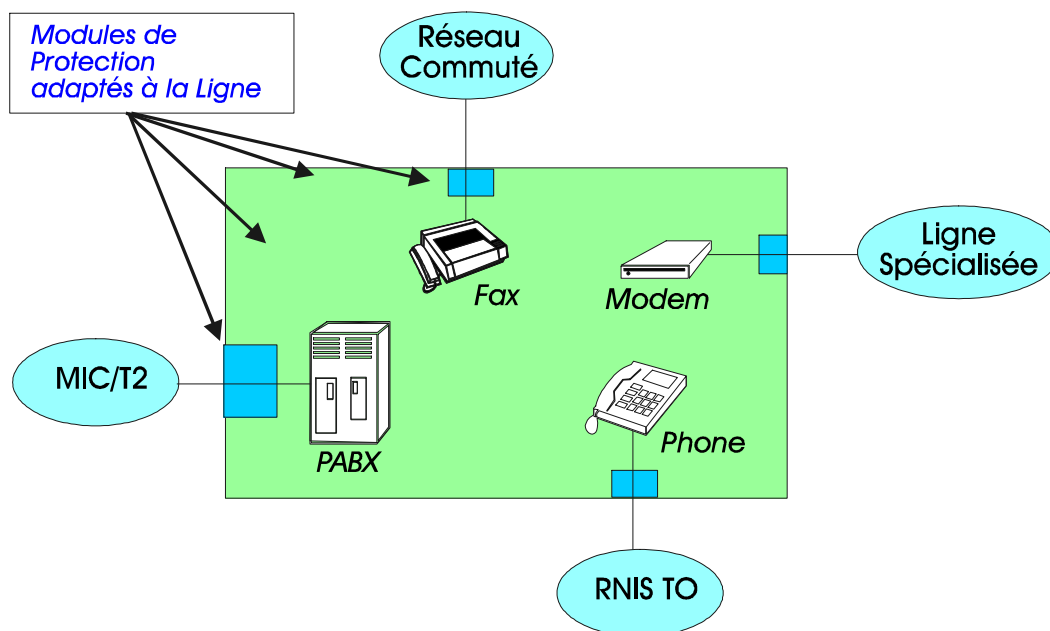 Modules de
Protection
adaptés à la Ligne
Réseau
Commuté
Ligne
Spécialisée
Fax
Modem
MIC/T2
PABX
Phone
RNIS TO